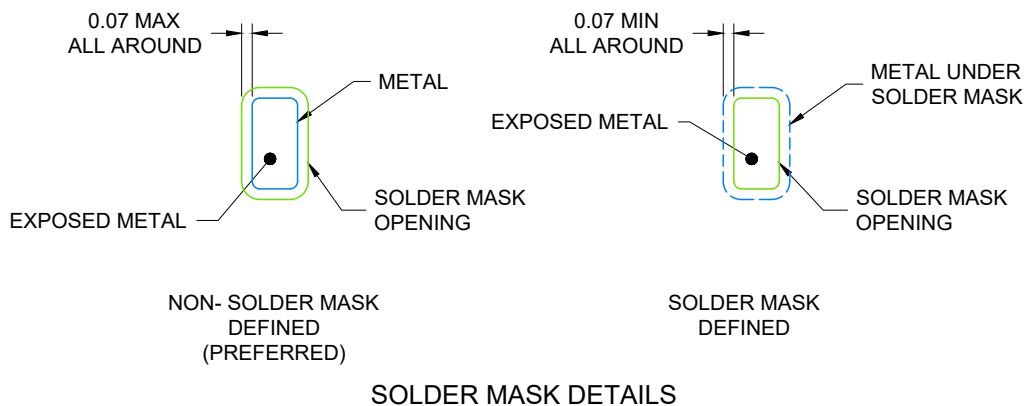 0.07 MAX
ALL AROUND
METAL
EXPOSED METAL
SOLDER MASK
OPENING
NON- SOLDER MASK
DEFINED
(PREFERRED)
0.07 MIN
ALL AROUND
METAL UNDER
SOLDER MASK
EXPOSED METAL
SOLDER MASK
OPENING
SOLDER MASK
DEFINED
SOLDER MASK DETAILS